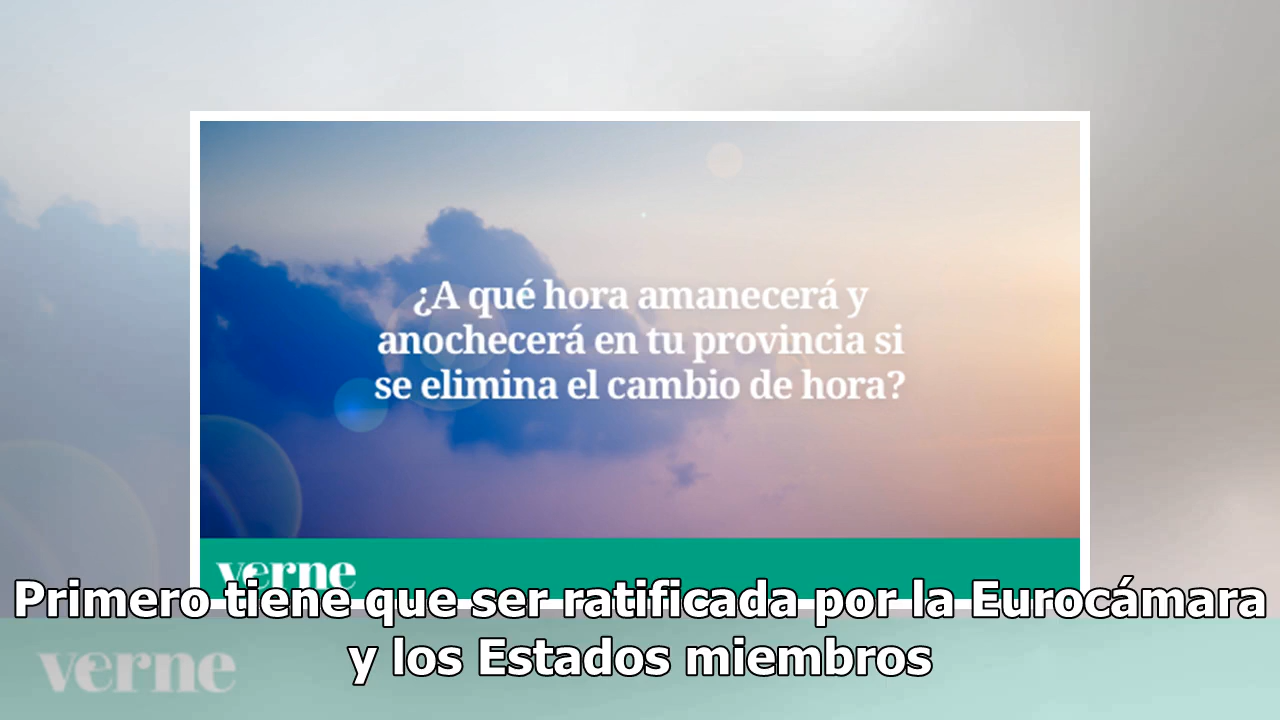 ¿A qué hora amanecerá y
anochecerá en tu provincia si
se elimina el cambio de hora?
verne
Primero tiene que ser ratificada por la Eurocámara
y los Estados miembros
verne